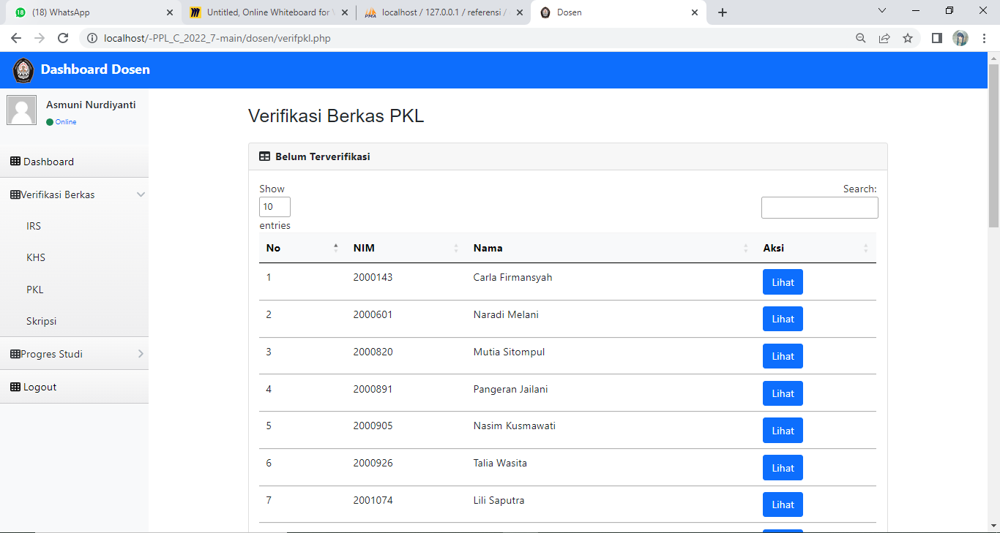 (18) WhatsApp
Untitled, Online Whiteboard for
localhost / 127.0.0.1 / referensi /
Dosen
localhost/-PPL_C_2022_7-main/dosen/verifpkl.php
Dashboard Dosen
Asmuni Nurdiyanti
Online
Dashboard
Verifikasi Berkas
IRS
KHS
PKL
Skripsi
Progres Studi
Logout
Verifikasi Berkas PKL
Belum Terverifikasi
Show
10
entries
Search:
No NIM Nama Aksi
1 2000143 Carla Firmansyah Lihat
2 2000601 Naradi Melani Lihat
3 2000820 Mutia Sitompul Lihat
4 2000891 Pangeran Jailani Lihat
5 2000905 Nasim Kusmawati Lihat
6 2000926 Talia Wasita Lihat
7 2001074 Lili Saputra Lihat